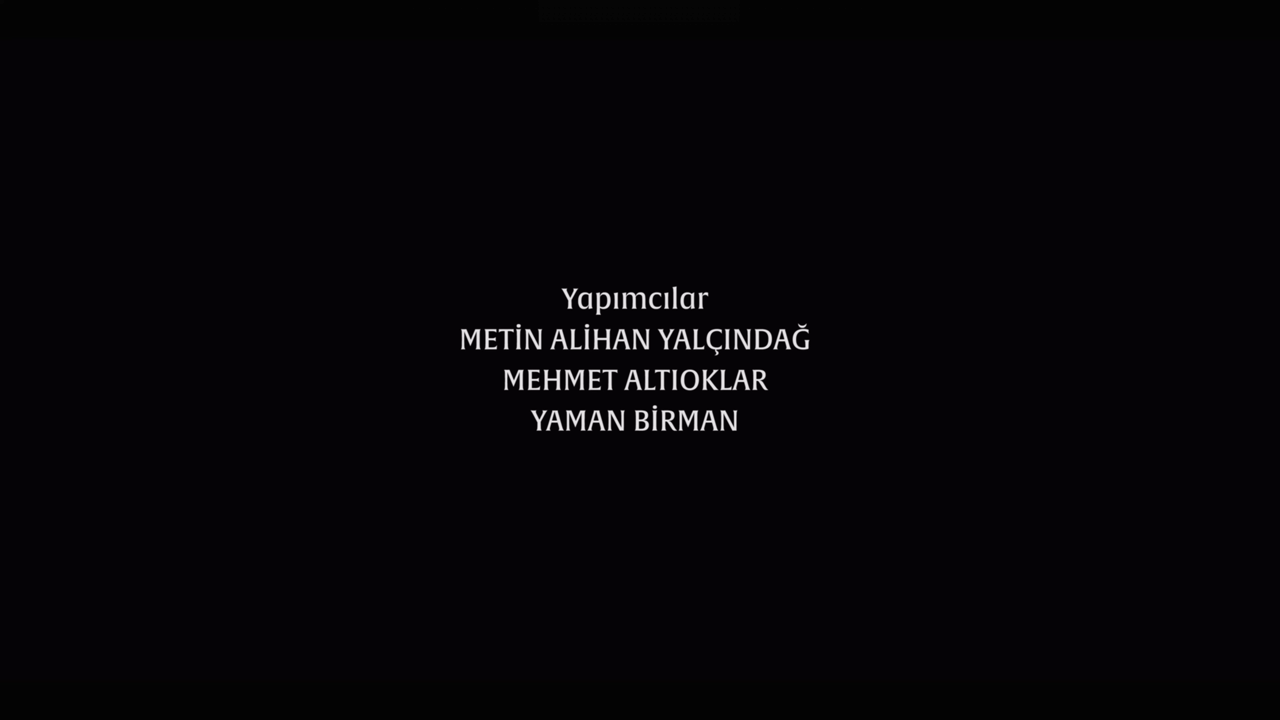 Yapımcılar
METİN ALİHAN YALÇINDAĞ
MEHMET ALTIOKLAR
YAMAN BİRMAN